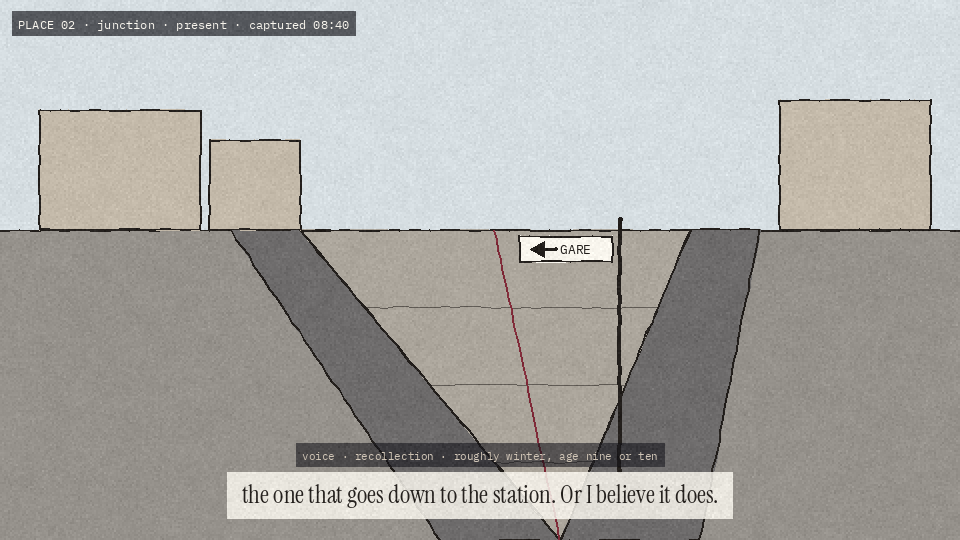 PLACE 02 · junction · present · captured 08:40
GARE
voice · recollection · roughly winter, age nine or ten
the one that goes down to the station. Or I believe it does.